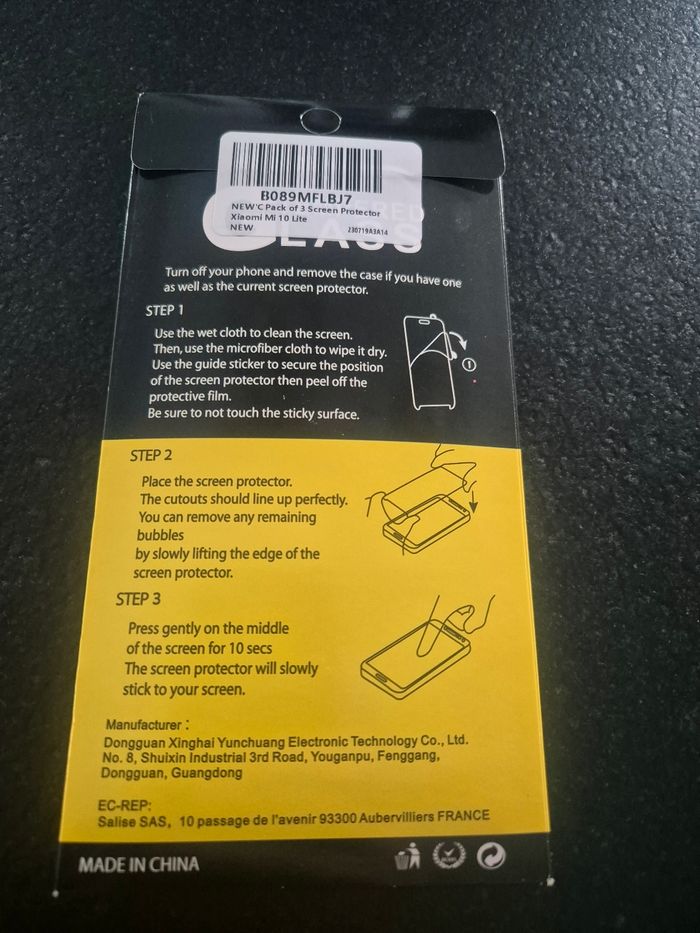 B089MFLBJ7
NEW'C Pack of 3 Screen Protector
Xiaomi Mi 10 Lite
NEW 230719A3A14
GLASS
Turn off your phone and remove the case if you have one
as well as the current screen protector.
STEP 1
Use the wet cloth to clean the screen.
Then, use the microfiber cloth to wipe it dry.
Use the guide sticker to secure the position
of the screen protector then peel off the
protective film.
Be sure to not touch the sticky surface.
1
STEP 2
Place the screen protector.
The cutouts should line up perfectly.
You can remove any remaining
bubbles
by slowly lifting the edge of the
screen protector.
STEP 3
Press gently on the middle
of the screen for 10 secs
The screen protector will slowly
stick to your screen.
Manufacturer :
Dongguan Xinghai Yunchuang Electronic Technology Co., Ltd.
No. 8, Shuixin Industrial 3rd Road, Youganpu, Fenggang,
Dongguan, Guangdong
EC-REP:
Salise SAS, 10 passage de l'avenir 93300 Aubervilliers FRANCE
MADE IN CHINA